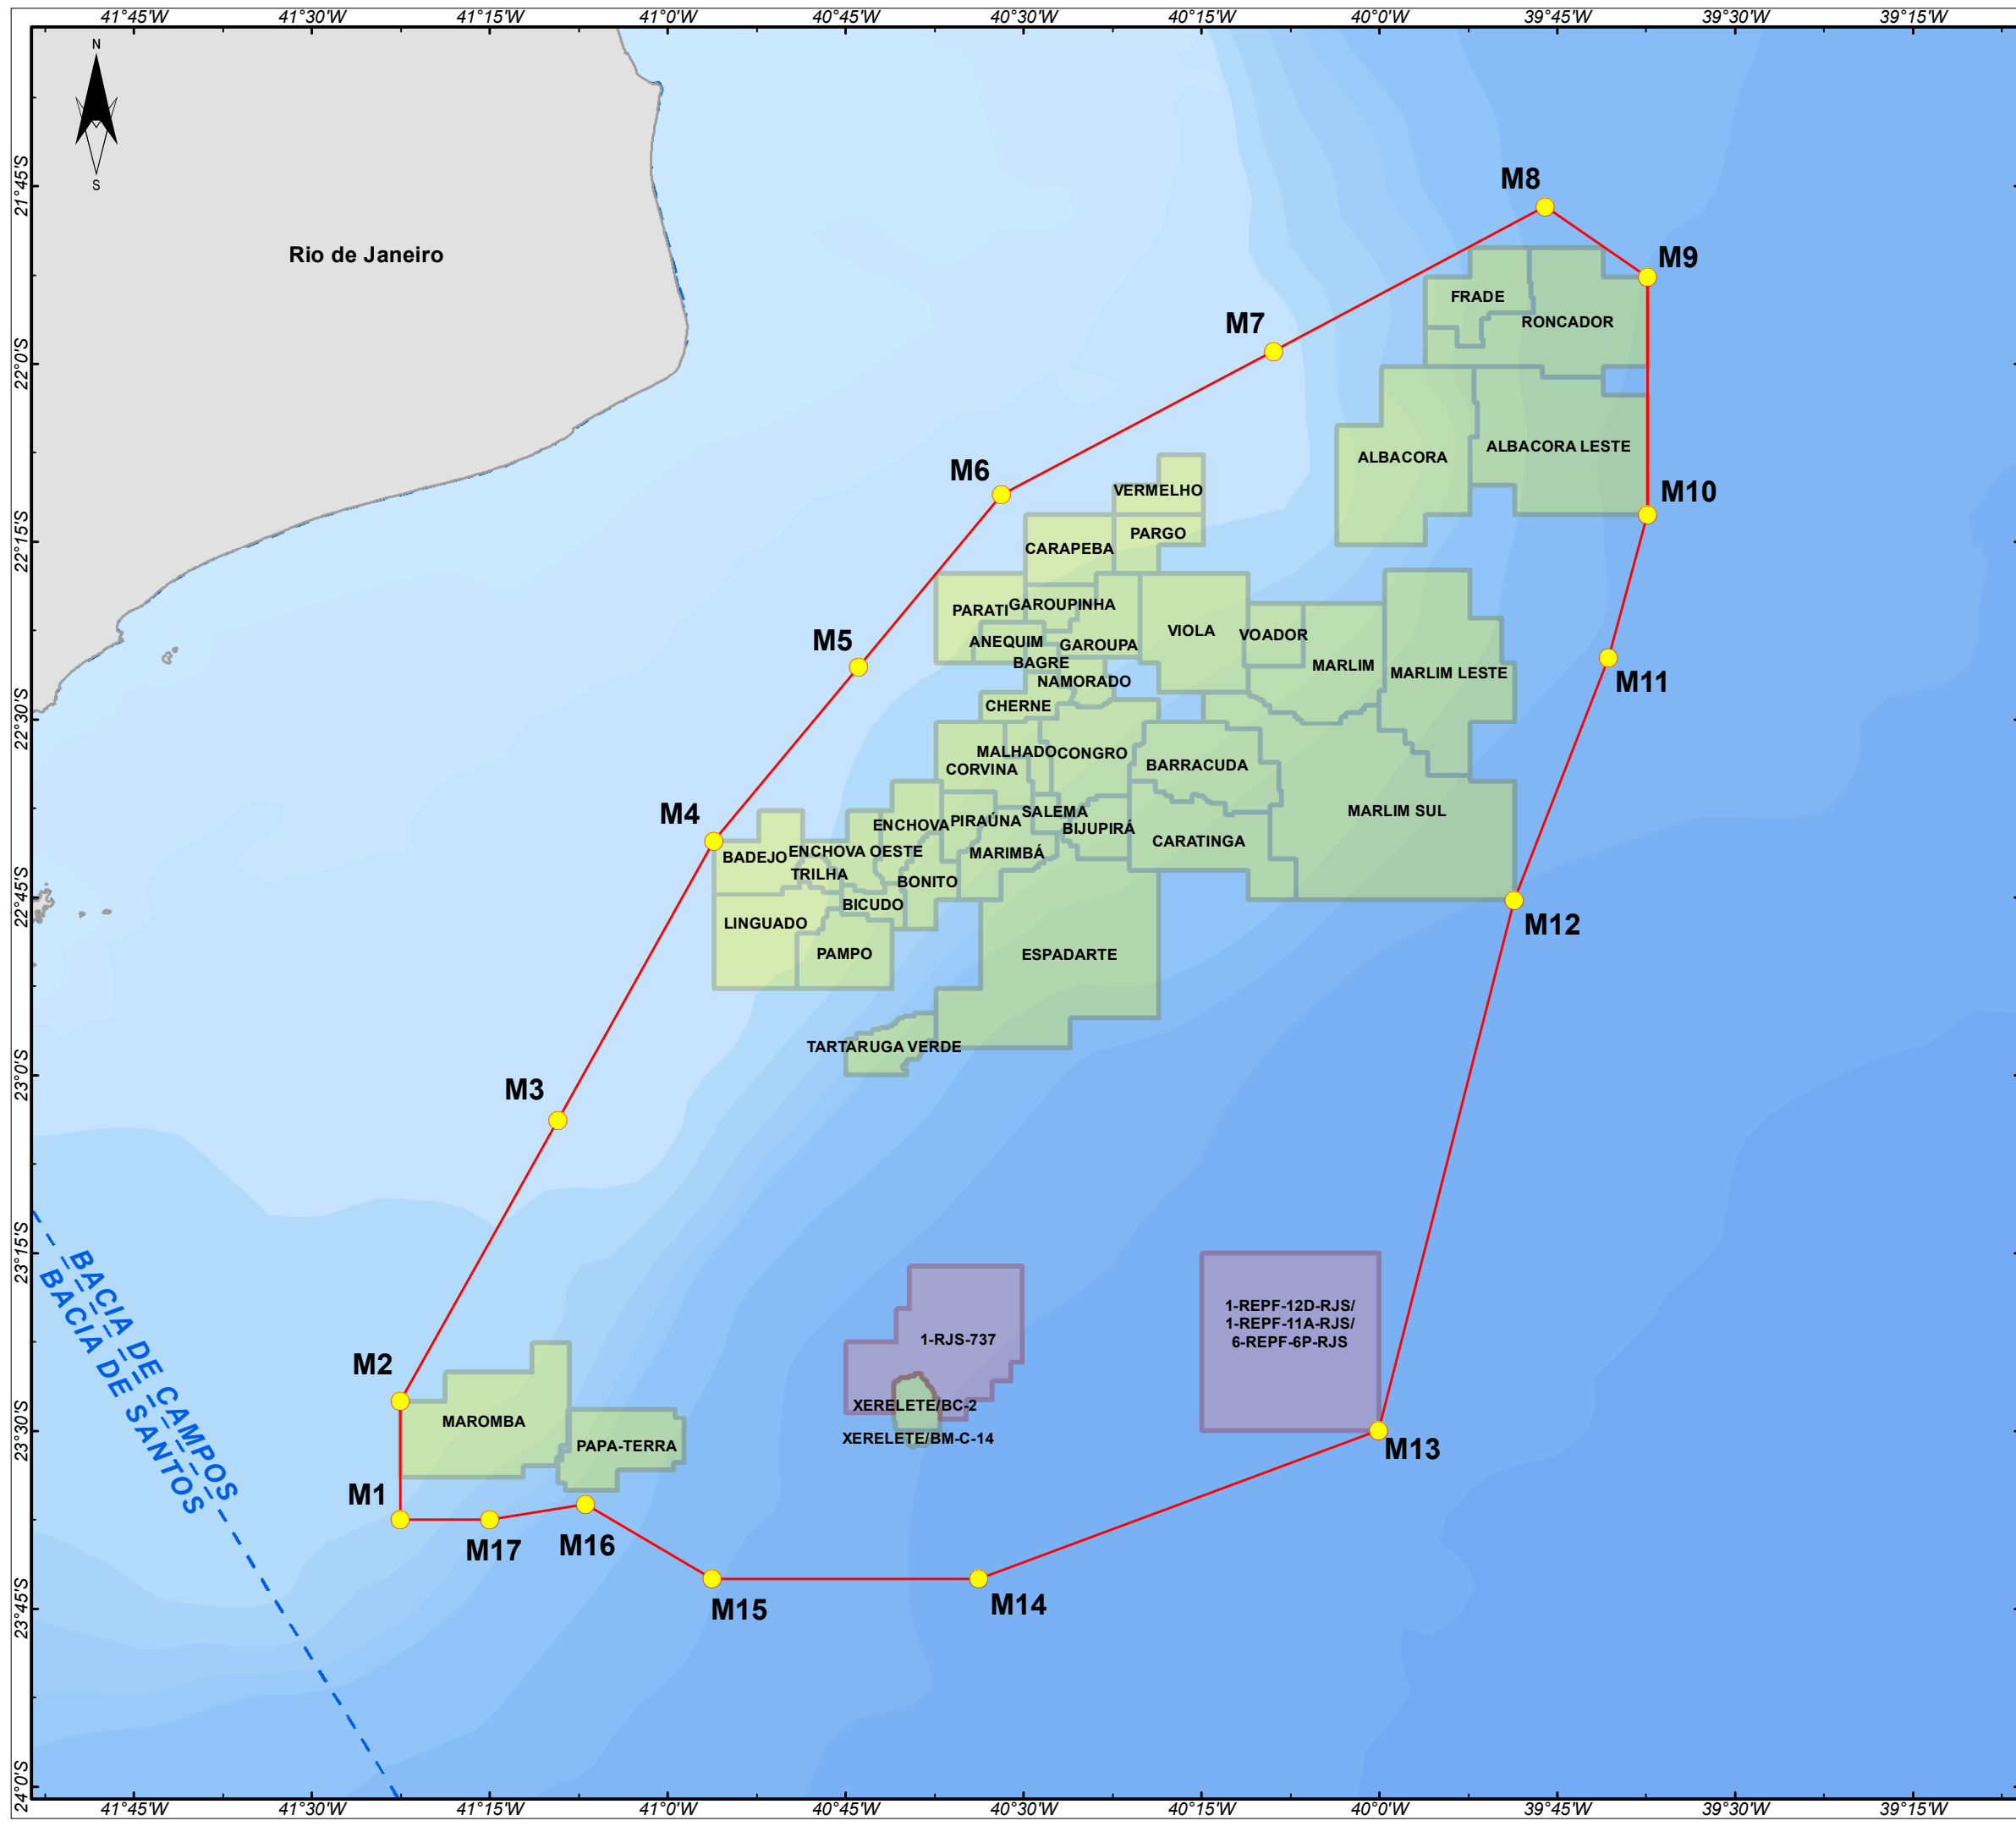 41°45'W 41°30'W 41°15'W 41°0'W 40°45'W 40°30'W 40°15'W 40°0'W 39°45'W 39°30'W 39°15'W
N
S
Rio de Janeiro
21°45'S
22°0'S
22°15'S
22°30'S
22°45'S
23°0'S
23°15'S
23°30'S
23°45'S
24°0'S
M8
M9
FRADE
RONCADOR
M7
ALBACORA LESTE
ALBACORA
M6
VERMELHO
M10
PARGO
CARAPEBA
GAROUPINHA
PARATI
VIOLA
VOADOR
M5
ANEQUIM
GAROUPA
BAGRE
MARLIM
MARLIM LESTE
M11
NAMORADO
CHERNE
MALHADO
CONGRO
CORVINA
BARRACUDA
M4
SALEMA
MARLIM SUL
PIRAÚNA
ENCHOVA
BIJUPIRÁ
CARATINGA
ENCHOVA OESTE
MARIMBÁ
BADEJO
TRILHA
BONITO
BICUDO
LINGUADO
M12
PAMPO
ESPADARTE
TARTARUGA VERDE
M3
BACIA DE CAMPOS
BACIA DE SANTOS
1-REPF-12D-RJS/
1-REPF-11A-RJS/
6-REPF-6P-RJS
1-RJS-737
M2
XERELETE/BC-2
MAROMBA
XERELETE/BM-C-14
PAPA-TERRA
M13
M1
M17
M16
M15
M14
41°45'W 41°30'W 41°15'W 41°0'W 40°45'W 40°30'W 40°15'W 40°0'W 39°45'W 39°30'W 39°15'W